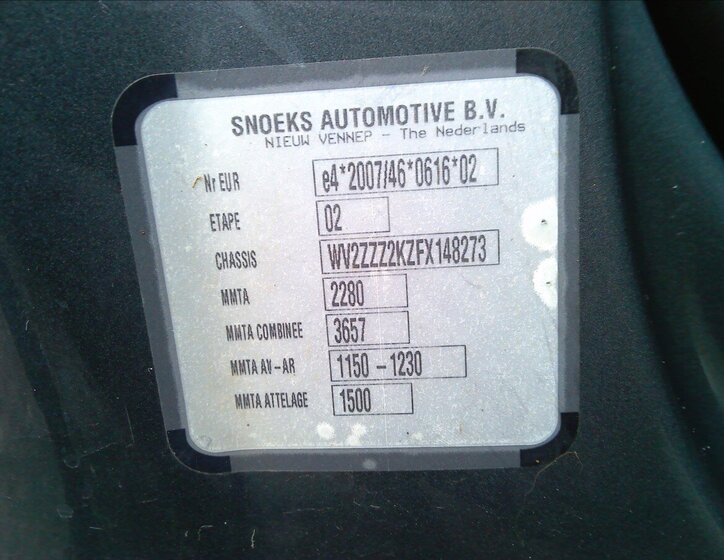 SNOEKS AUTOMOTIVE B.V.
NIEUW VENNEP - The Nederlands
Nr EUR e4*2007/46*0616*02
ETAPE 02
CHASSIS WV2ZZZ2KZFX148273
MMTA 2280
MMTA COMBINEE 3657
MMTA AV-AR 1150 - 1230
MMTA ATTELAGE 1500